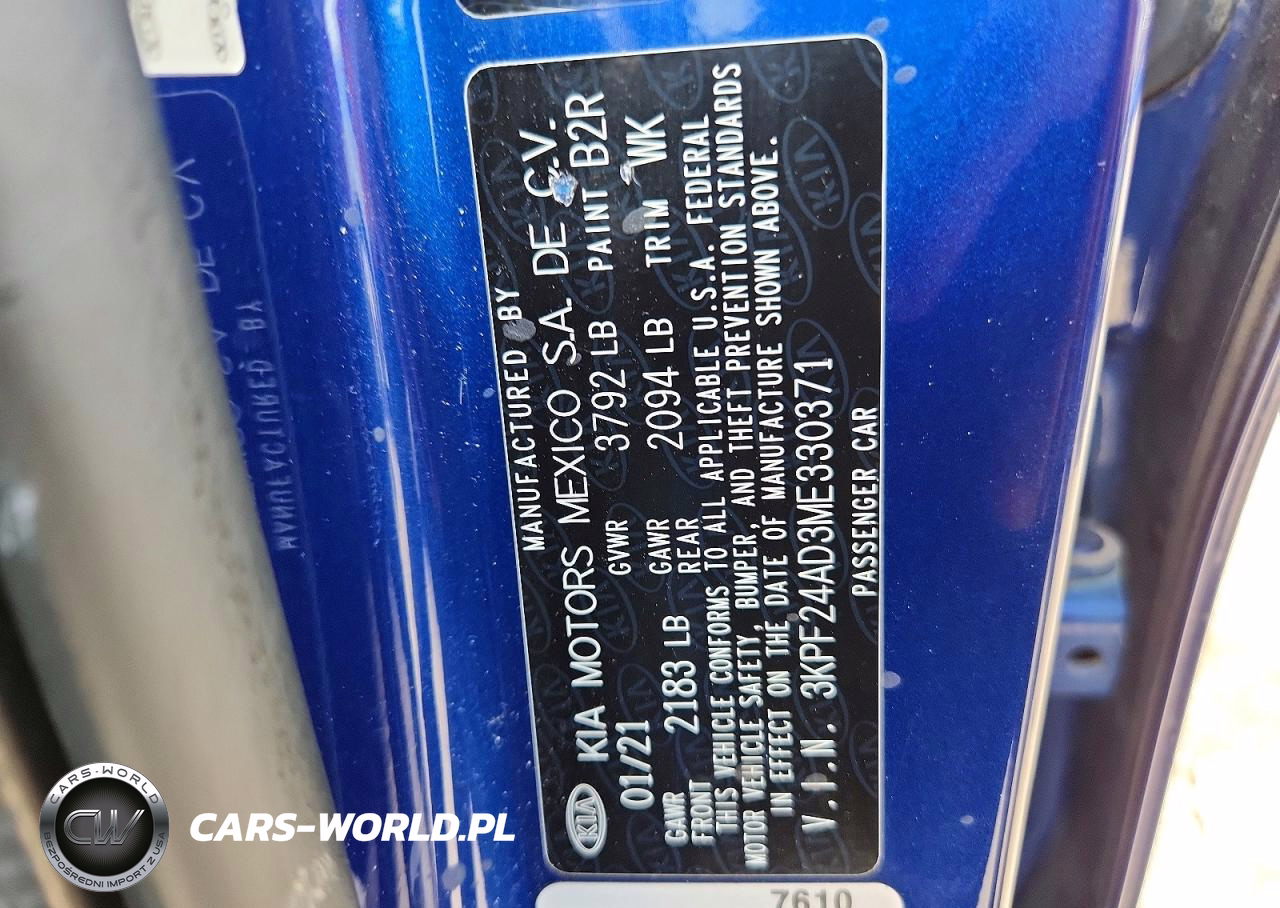 MANUFACTURED BY
KIA KIA MOTORS MEXICO S.A. DE C.V.
01/21 GVWR 3792 LB PAINT B2R
GAWR FRONT 2183 LB GAWR REAR 2094 LB TRIM WK
THIS VEHICLE CONFORMS TO ALL APPLICABLE U.S.A. FEDERAL
MOTOR VEHICLE SAFETY, BUMPER, AND THEFT PREVENTION STANDARDS
IN EFFECT ON THE DATE OF MANUFACTURE SHOWN ABOVE.
V.I.N. 3KPF24AD3ME330371
PASSENGER CAR
7610
CARS-WORLD
CW
BEZPOŚREDNI IMPORT Z USA
CARS-WORLD.PL